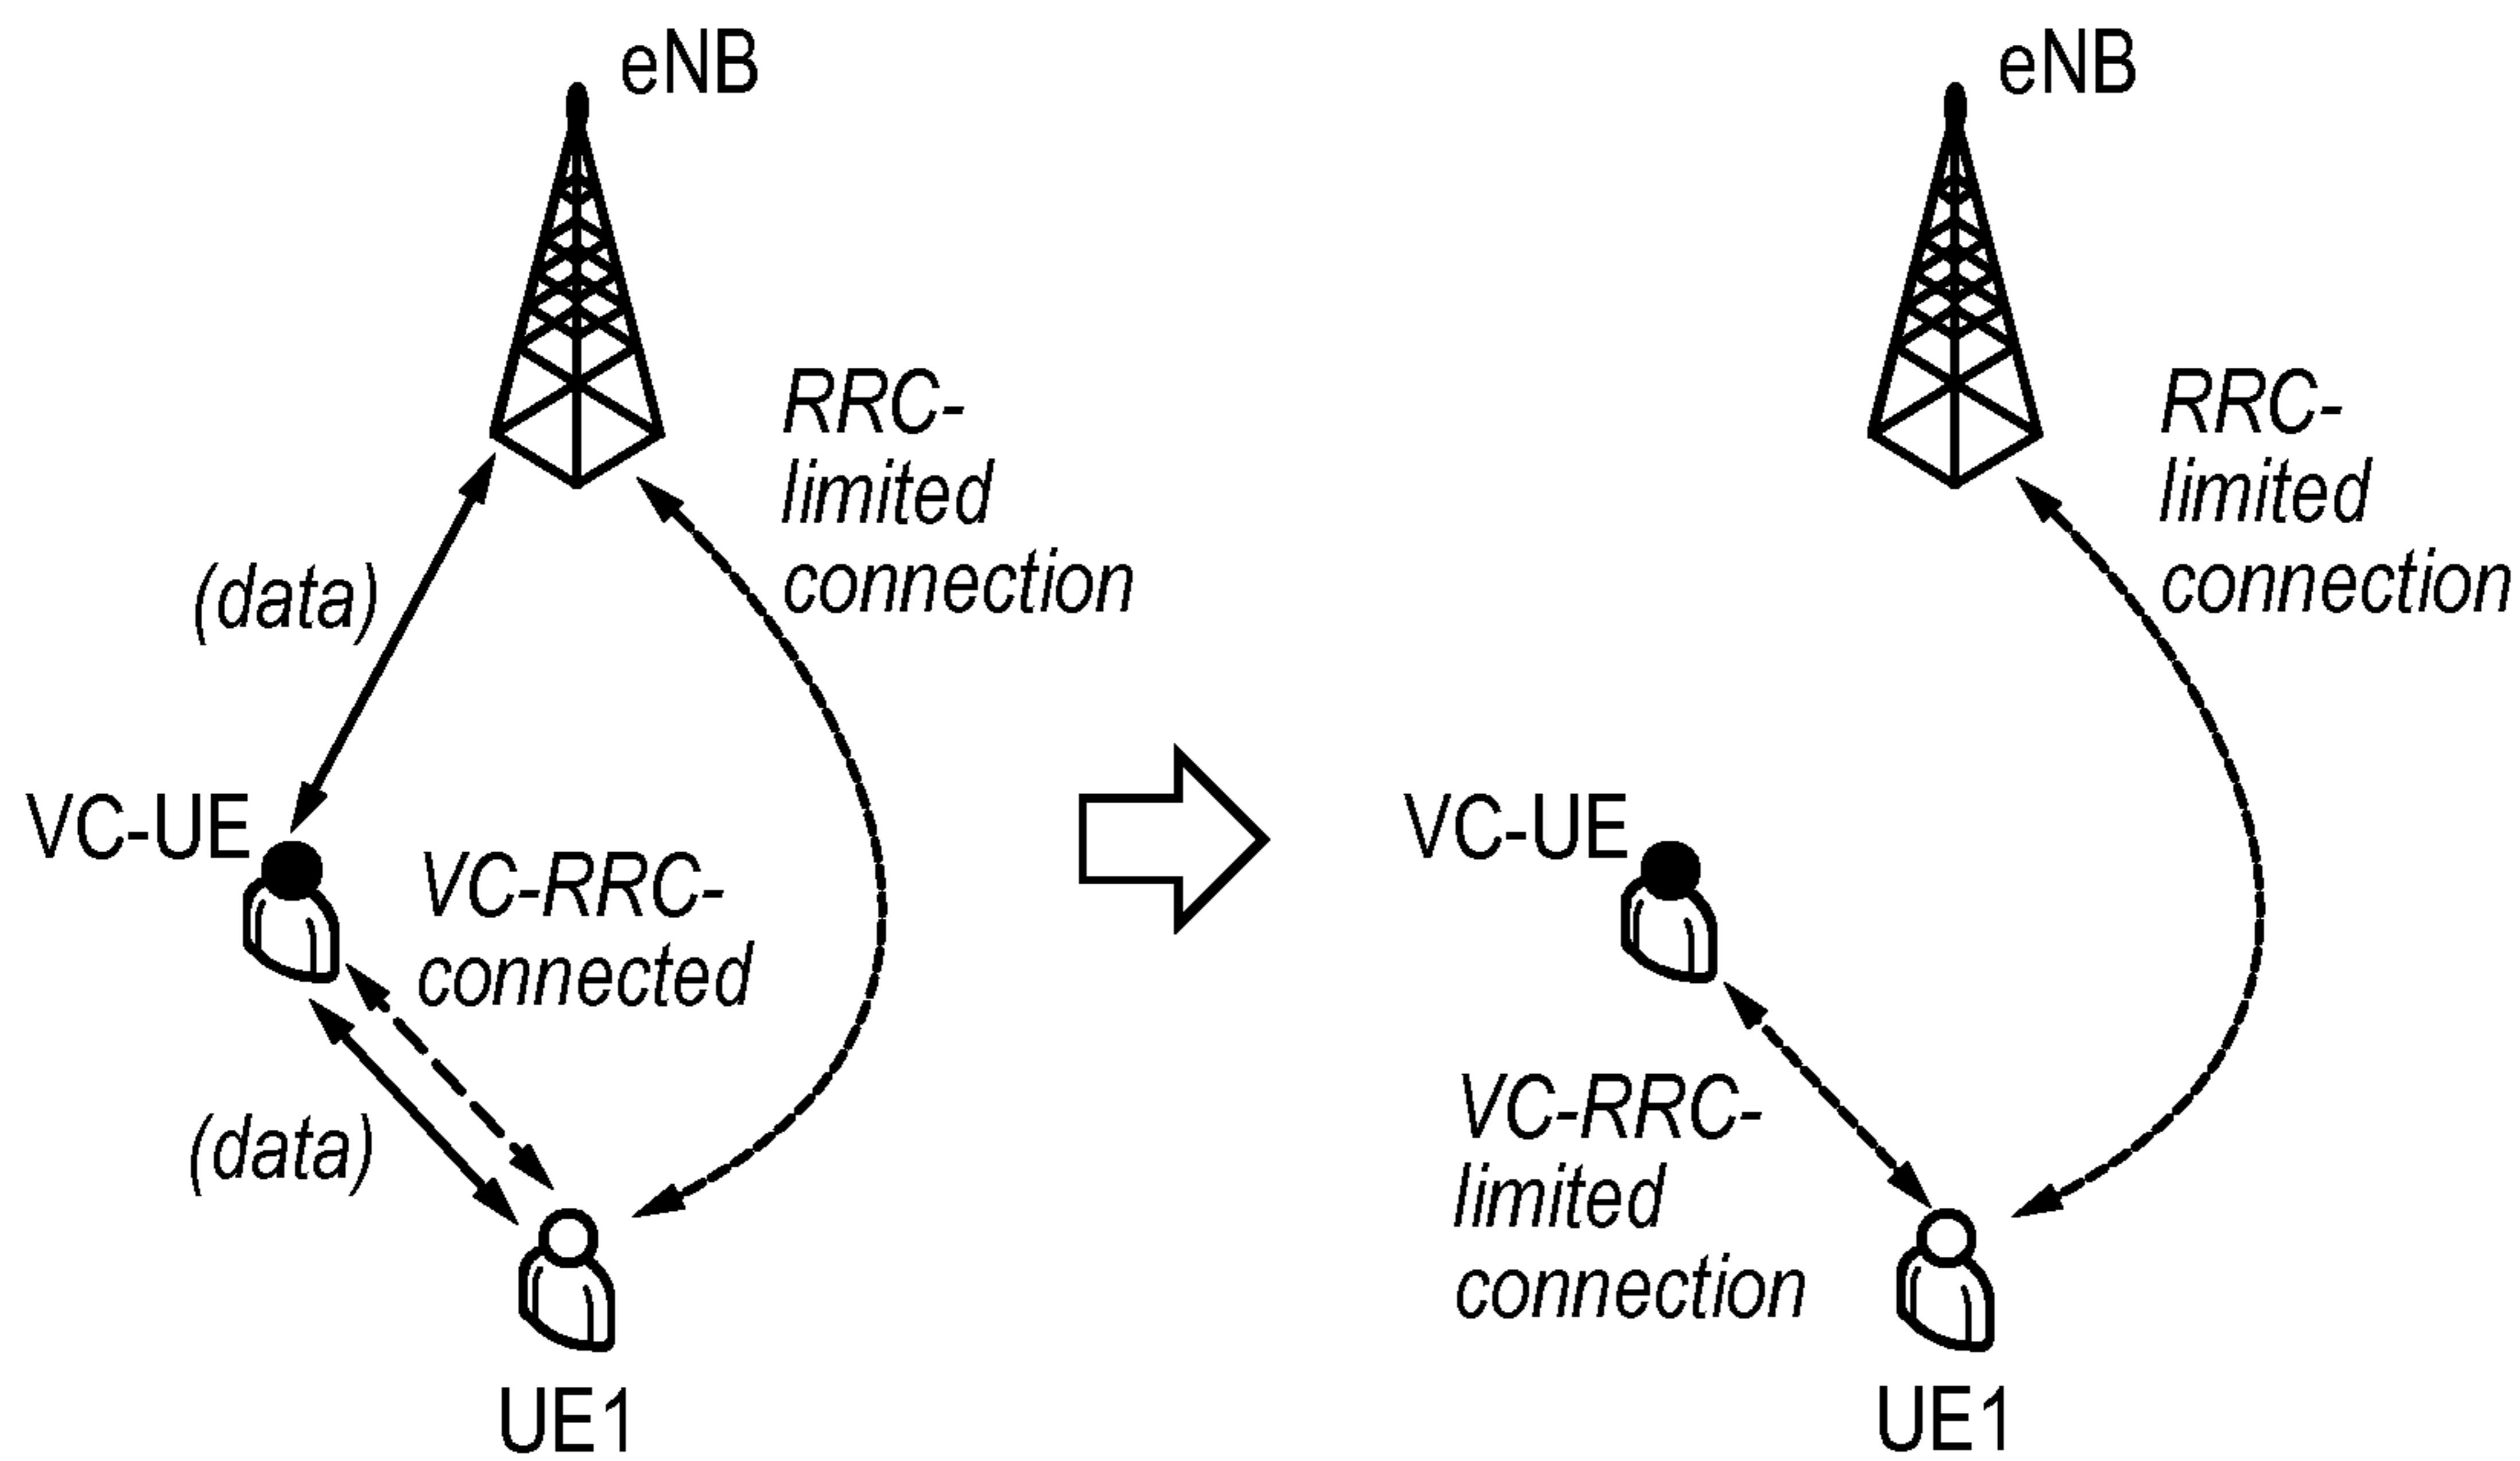 eNB
RRC-
limited
connection
(data)
VC-UE
VC-RRC-
connected
(data)
UE1
eNB
RRC-
limited
connection
VC-UE
VC-RRC-
limited
connection
UE1